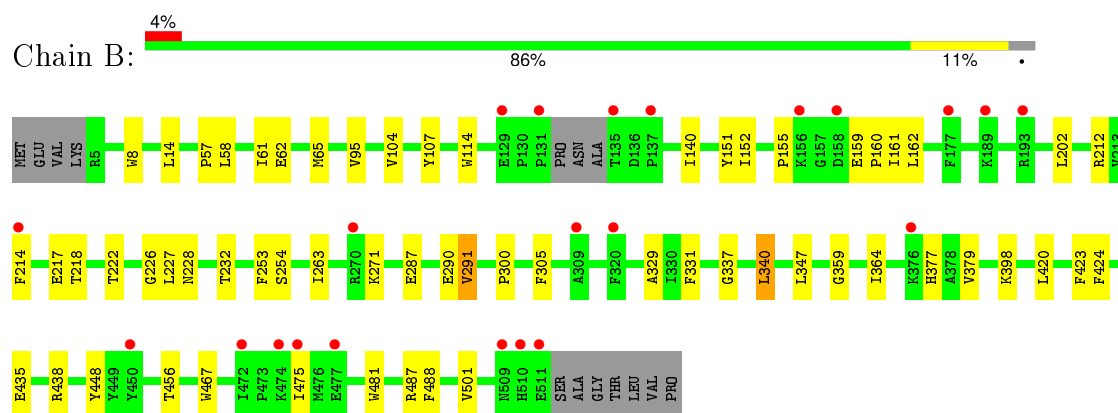 4%
Chain B:
86% 11% •
MET GLU VAL LYS R5 W8 L14 P57 L58 I61 E62 M65 V95 V104 Y107 W114 E129 P130 P131 PRO ASN ALA T135 D136 P137 I140 Y151 I152 P155 K156 G157 D158 E159 P160 I161 L162 F177 K189 R193 L202 R212 V213
F214 E217 T218 T222 G226 L227 N228 T232 F253 S254 I263 R270 K271 E287 E290 V291 P300 F305 A309 F320 A329 I330 F331 G337 L340 L347 G359 I364 K376 H377 A378 V379 K398 L420 F423 F424
E435 R438 Y448 Y449 Y450 T456 W467 I472 P473 K474 I475 M476 E477 W481 R487 F488 V501 N509 H510 E511 SER ALA GLY THR LEU VAL PRO